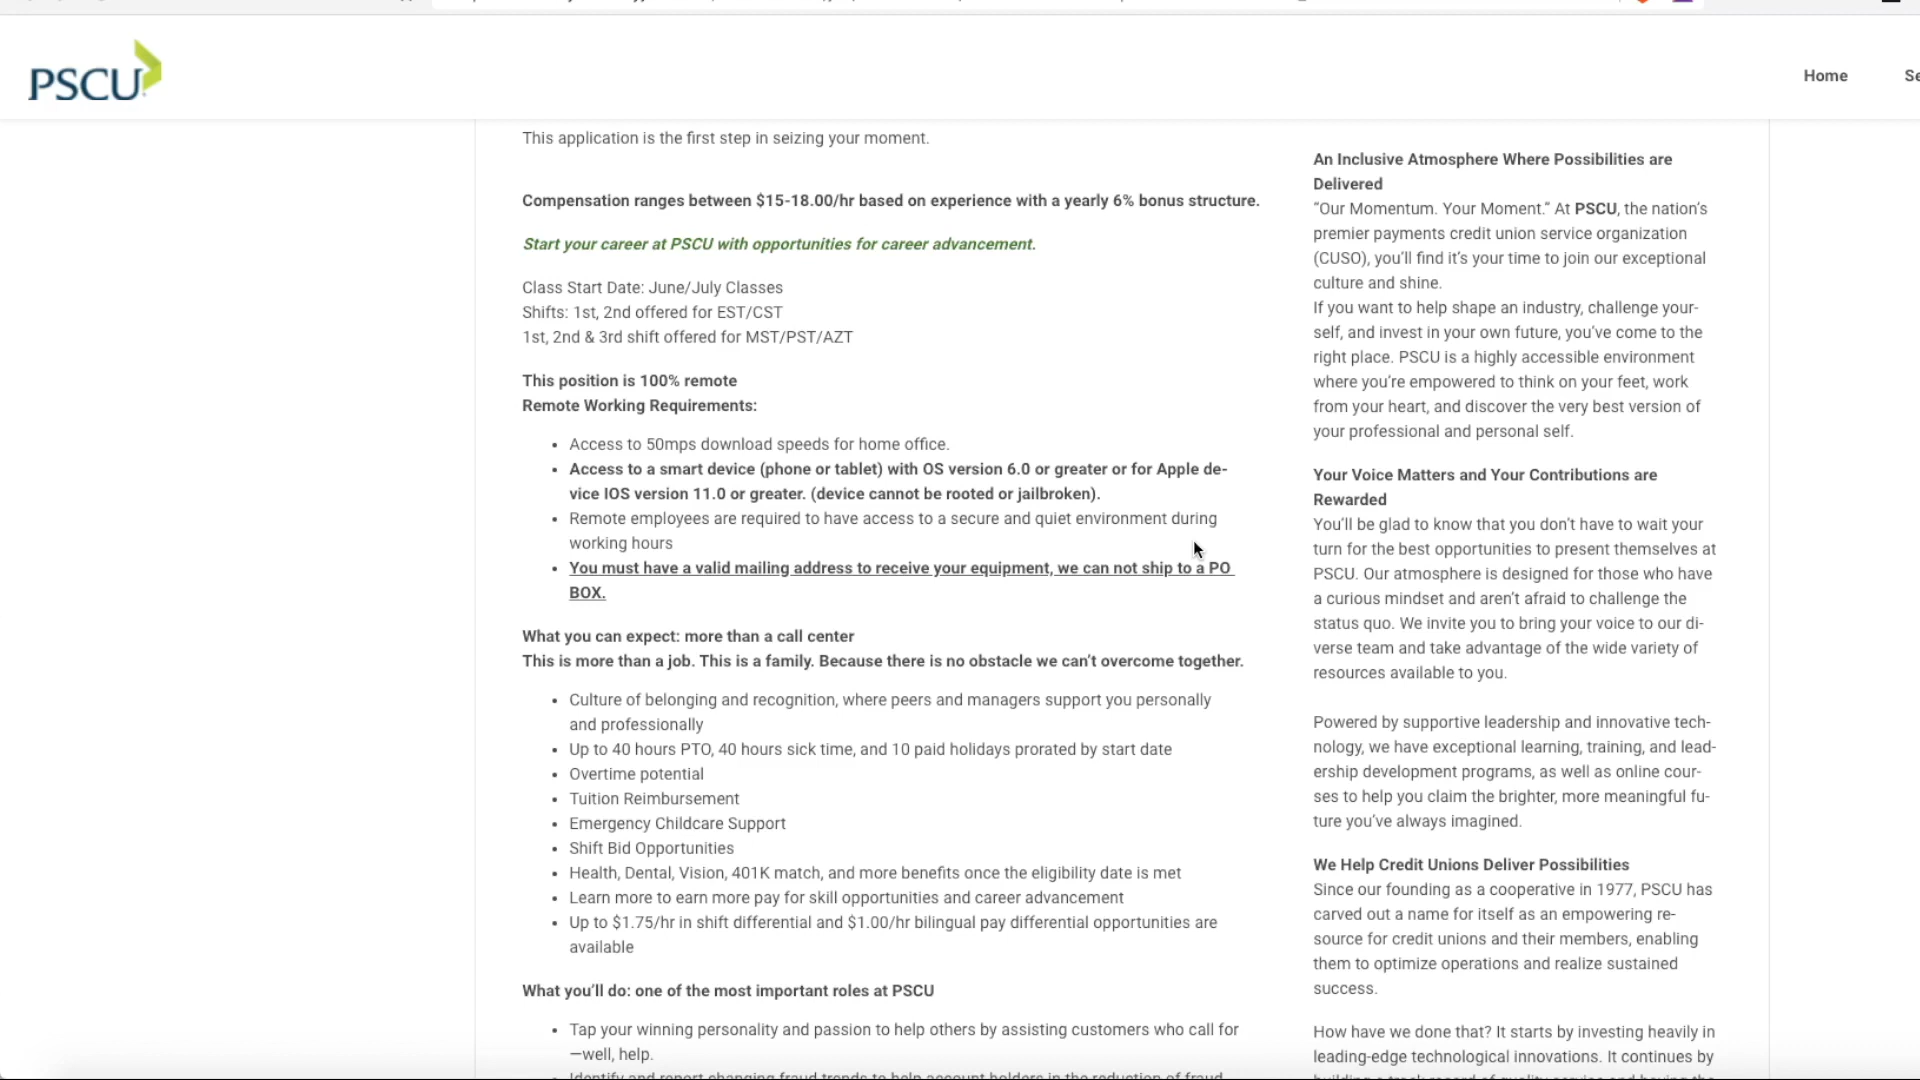 PSCU
Home
This application is the first step in seizing your moment.
Compensation ranges between $15-18.00/hr based on experience with a yearly 6% bonus structure.
Start your career at PSCU with opportunities for career advancement.
Class Start Date: June/July Classes
Shifts: 1st, 2nd offered for EST/CST
1st, 2nd & 3rd shift offered for MST/PST/AZT
This position is 100% remote
Remote Working Requirements:
• Access to 50mps download speeds for home office.
• Access to a smart device (phone or tablet) with OS version 6.0 or greater or for Apple de-
vice IOS version 11.0 or greater. (device cannot be rooted or jailbroken).
• Remote employees are required to have access to a secure and quiet environment during
working hours
• You must have a valid mailing address to receive your equipment, we can not ship to a PO
BOX.
What you can expect: more than a call center
This is more than a job. This is a family. Because there is no obstacle we can’t overcome together.
• Culture of belonging and recognition, where peers and managers support you personally
and professionally
• Up to 40 hours PTO, 40 hours sick time, and 10 paid holidays prorated by start date
• Overtime potential
• Tuition Reimbursement
• Emergency Childcare Support
• Shift Bid Opportunities
• Health, Dental, Vision, 401K match, and more benefits once the eligibility date is met
• Learn more to earn more pay for skill opportunities and career advancement
• Up to $1.75/hr in shift differential and $1.00/hr bilingual pay differential opportunities are
available
What you’ll do: one of the most important roles at PSCU
• Tap your winning personality and passion to help others by assisting customers who call for
—well, help.
• Identify and report changing fraud trends to help account holders in the reduction of fraud
An Inclusive Atmosphere Where Possibilities are
Delivered
“Our Momentum. Your Moment.” At PSCU, the nation’s
premier payments credit union service organization
(CUSO), you’ll find it’s your time to join our exceptional
culture and shine.
If you want to help shape an industry, challenge your-
self, and invest in your own future, you’ve come to the
right place. PSCU is a highly accessible environment
where you’re empowered to think on your feet, work
from your heart, and discover the very best version of
your professional and personal self.
Your Voice Matters and Your Contributions are
Rewarded
You’ll be glad to know that you don’t have to wait your
turn for the best opportunities to present themselves at
PSCU. Our atmosphere is designed for those who have
a curious mindset and aren’t afraid to challenge the
status quo. We invite you to bring your voice to our di-
verse team and take advantage of the wide variety of
resources available to you.
Powered by supportive leadership and innovative tech-
nology, we have exceptional learning, training, and lead-
ership development programs, as well as online cour-
ses to help you claim the brighter, more meaningful fu-
ture you’ve always imagined.
We Help Credit Unions Deliver Possibilities
Since our founding as a cooperative in 1977, PSCU has
carved out a name for itself as an empowering re-
source for credit unions and their members, enabling
them to optimize operations and realize sustained
success.
How have we done that? It starts by investing heavily in
leading-edge technological innovations. It continues by